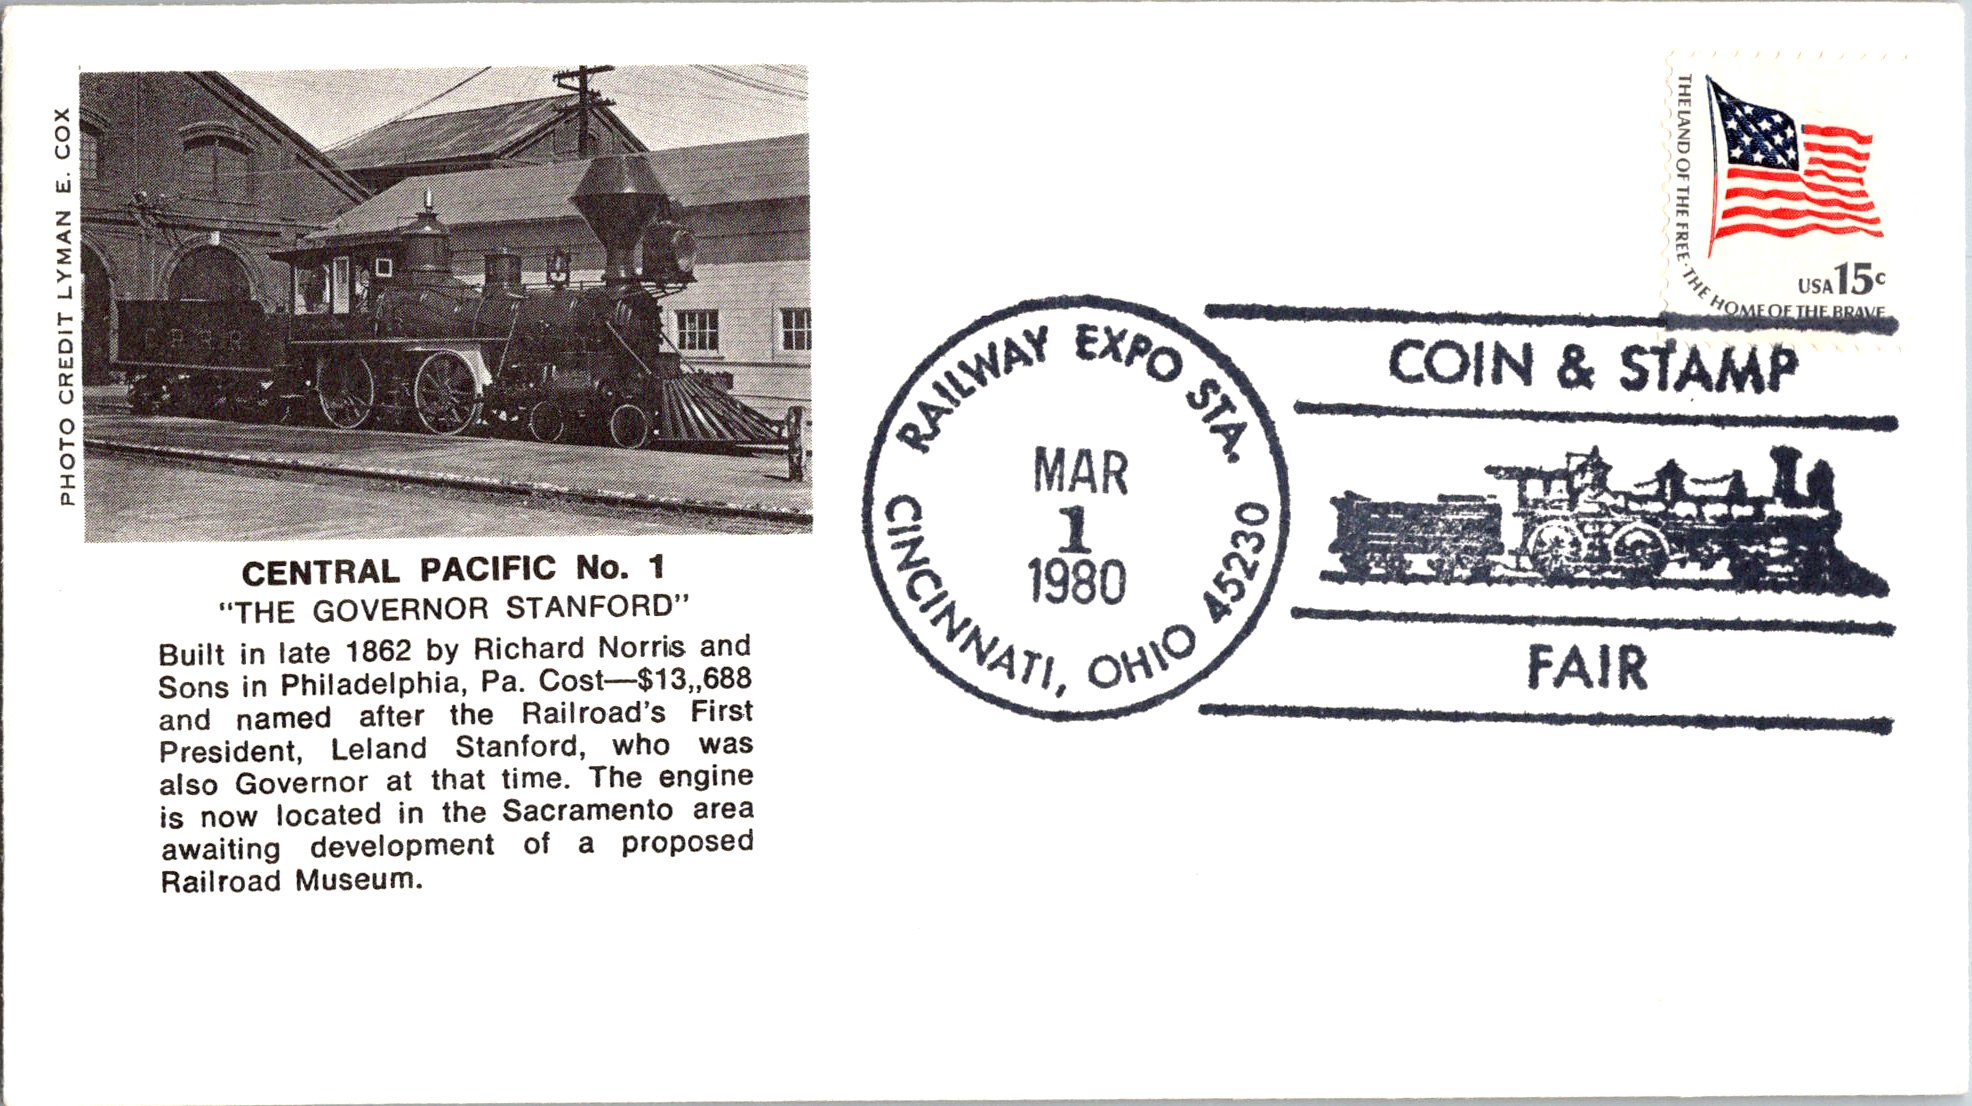 PHOTO CREDIT LYMAN E. COX
C. P. R. R.
CENTRAL PACIFIC No. 1
“THE GOVERNOR STANFORD”
Built in late 1862 by Richard Norris and
Sons in Philadelphia, Pa. Cost—$13,,688
and named after the Railroad's First
President, Leland Stanford, who was
also Governor at that time. The engine
is now located in the Sacramento area
awaiting development of a proposed
Railroad Museum.
RAILWAY EXPO STA.
MAR
1
1980
CINCINNATI, OHIO 45230
COIN & STAMP
FAIR
THE LAND OF THE FREE · THE HOME OF THE BRAVE
USA 15c